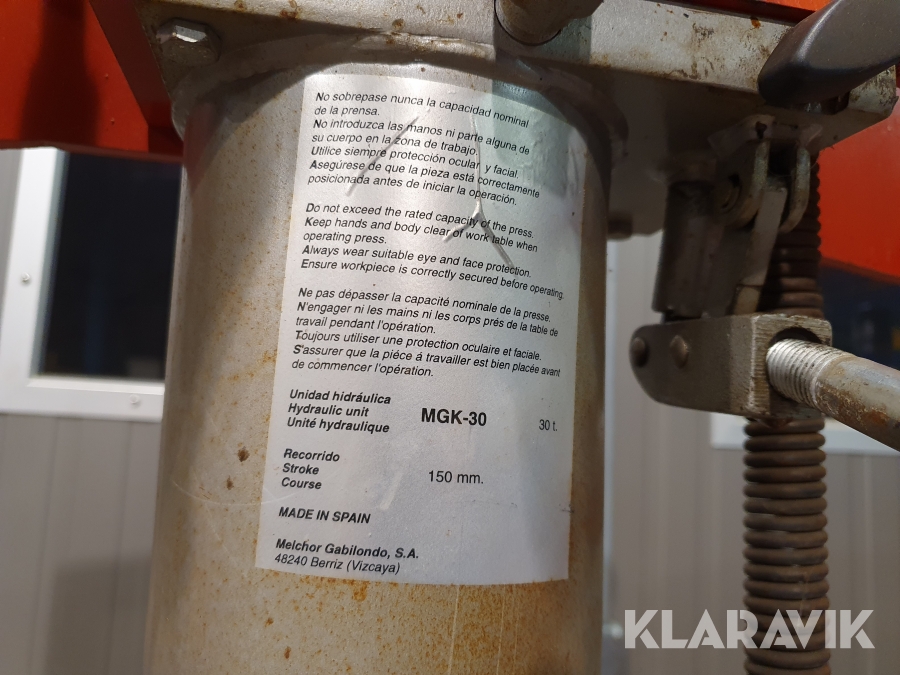 No sobrepase nunca la capacidad nominal
de la prensa.
No introduzca las manos ni parte alguna de
su cuerpo en la zona de trabajo.
Utilice siempre protección ocular y facial
Asegúrese de que la pieza está correctamente
posicionada antes de iniciar la operación.
Do not exceed the rated capacity of the press.
Keep hands and body clear of work table when
operating press.
Always wear suitable eye and face protection.
Ensure workpiece is correctly secured before operating.
Ne pas dépasser la capacité nominale de la presse.
N'engager ni les mains ni les corps prés de la table de
travail pendant l'opération.
Toujours utiliser une protection oculaire et faciale.
S'assurer que la piéce á travailler est bien placée avant
de commencer l'opération.
Unidad hidráulica
Hydraulic unit MGK-30 30 t.
Unité hydraulique
Recorrido
Stroke 150 mm.
Course
MADE IN SPAIN
Melchor Gabilondo, S.A.
48240 Berriz (Vizcaya)
KLARAVIK